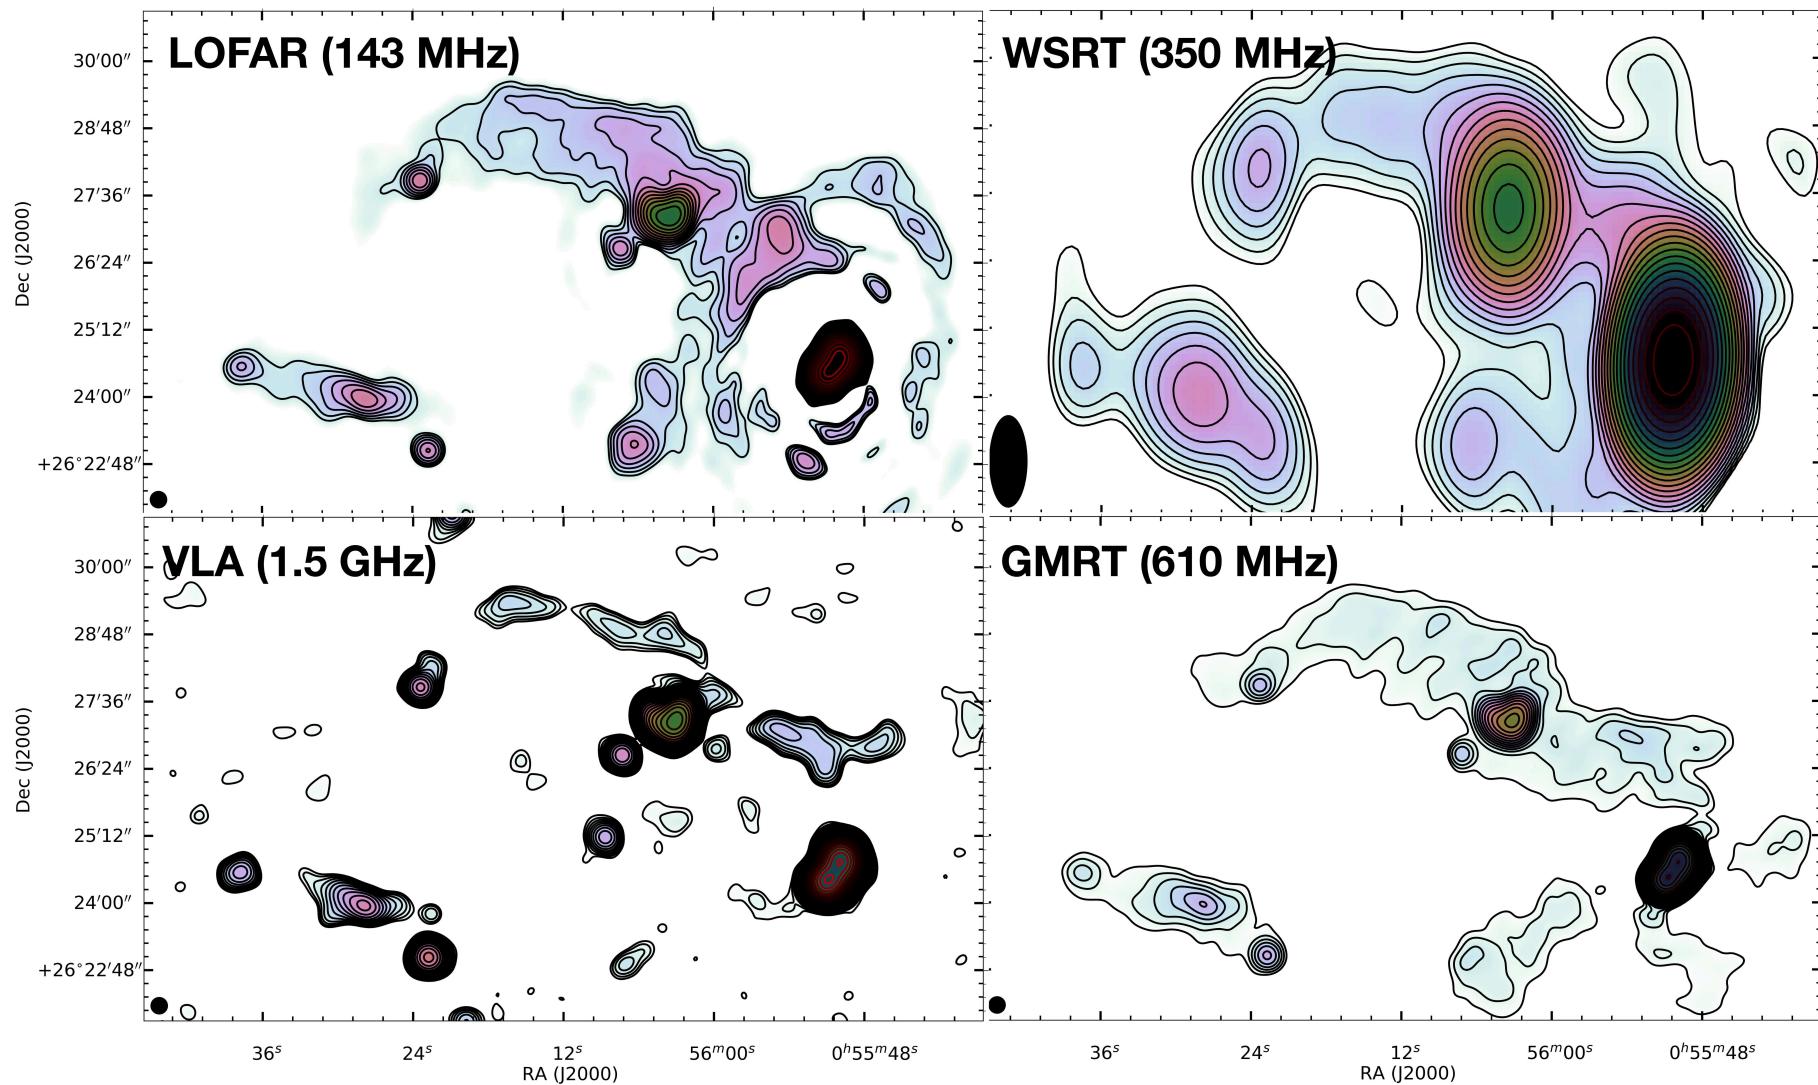 LOFAR (143 MHz)
WSRT (350 MHz)
30′00″
28′48″
27′36″
26′24″
25′12″
24′00″
+26°22′48″
Dec (J2000)
VLA (1.5 GHz)
GMRT (610 MHz)
30′00″
28′48″
27′36″
26′24″
25′12″
24′00″
+26°22′48″
Dec (J2000)
36ˢ 24ˢ 12ˢ 56ᵐ00ˢ 0ʰ55ᵐ48ˢ
RA (J2000)
36ˢ 24ˢ 12ˢ 56ᵐ00ˢ 0ʰ55ᵐ48ˢ
RA (J2000)